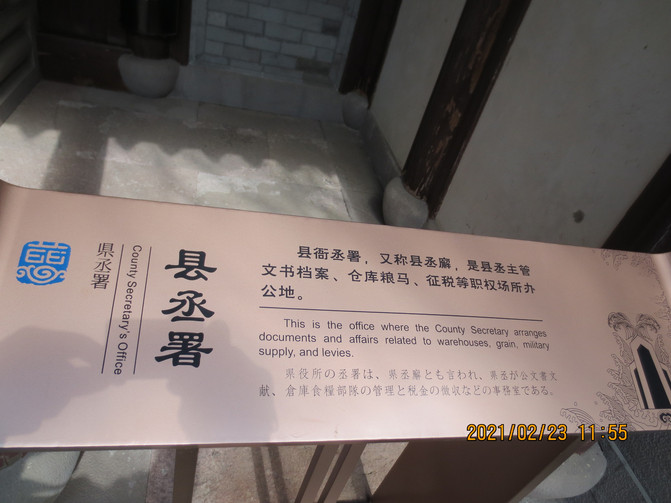 県丞署
County Secretary's Office
县丞署
县衙丞署，又称县丞廨，是县丞主管
文书档案、仓库粮马、征税等职权场所办
公地。
This is the office where the County Secretary arranges
documents and affairs related to warehouses, grain, military
supply, and levies.
県役所の丞署は、県丞廨とも言われ、県丞が公文書文
献、倉庫食糧部隊の管理と税金の徴収などの事務室である。
2021/02/23 11:55